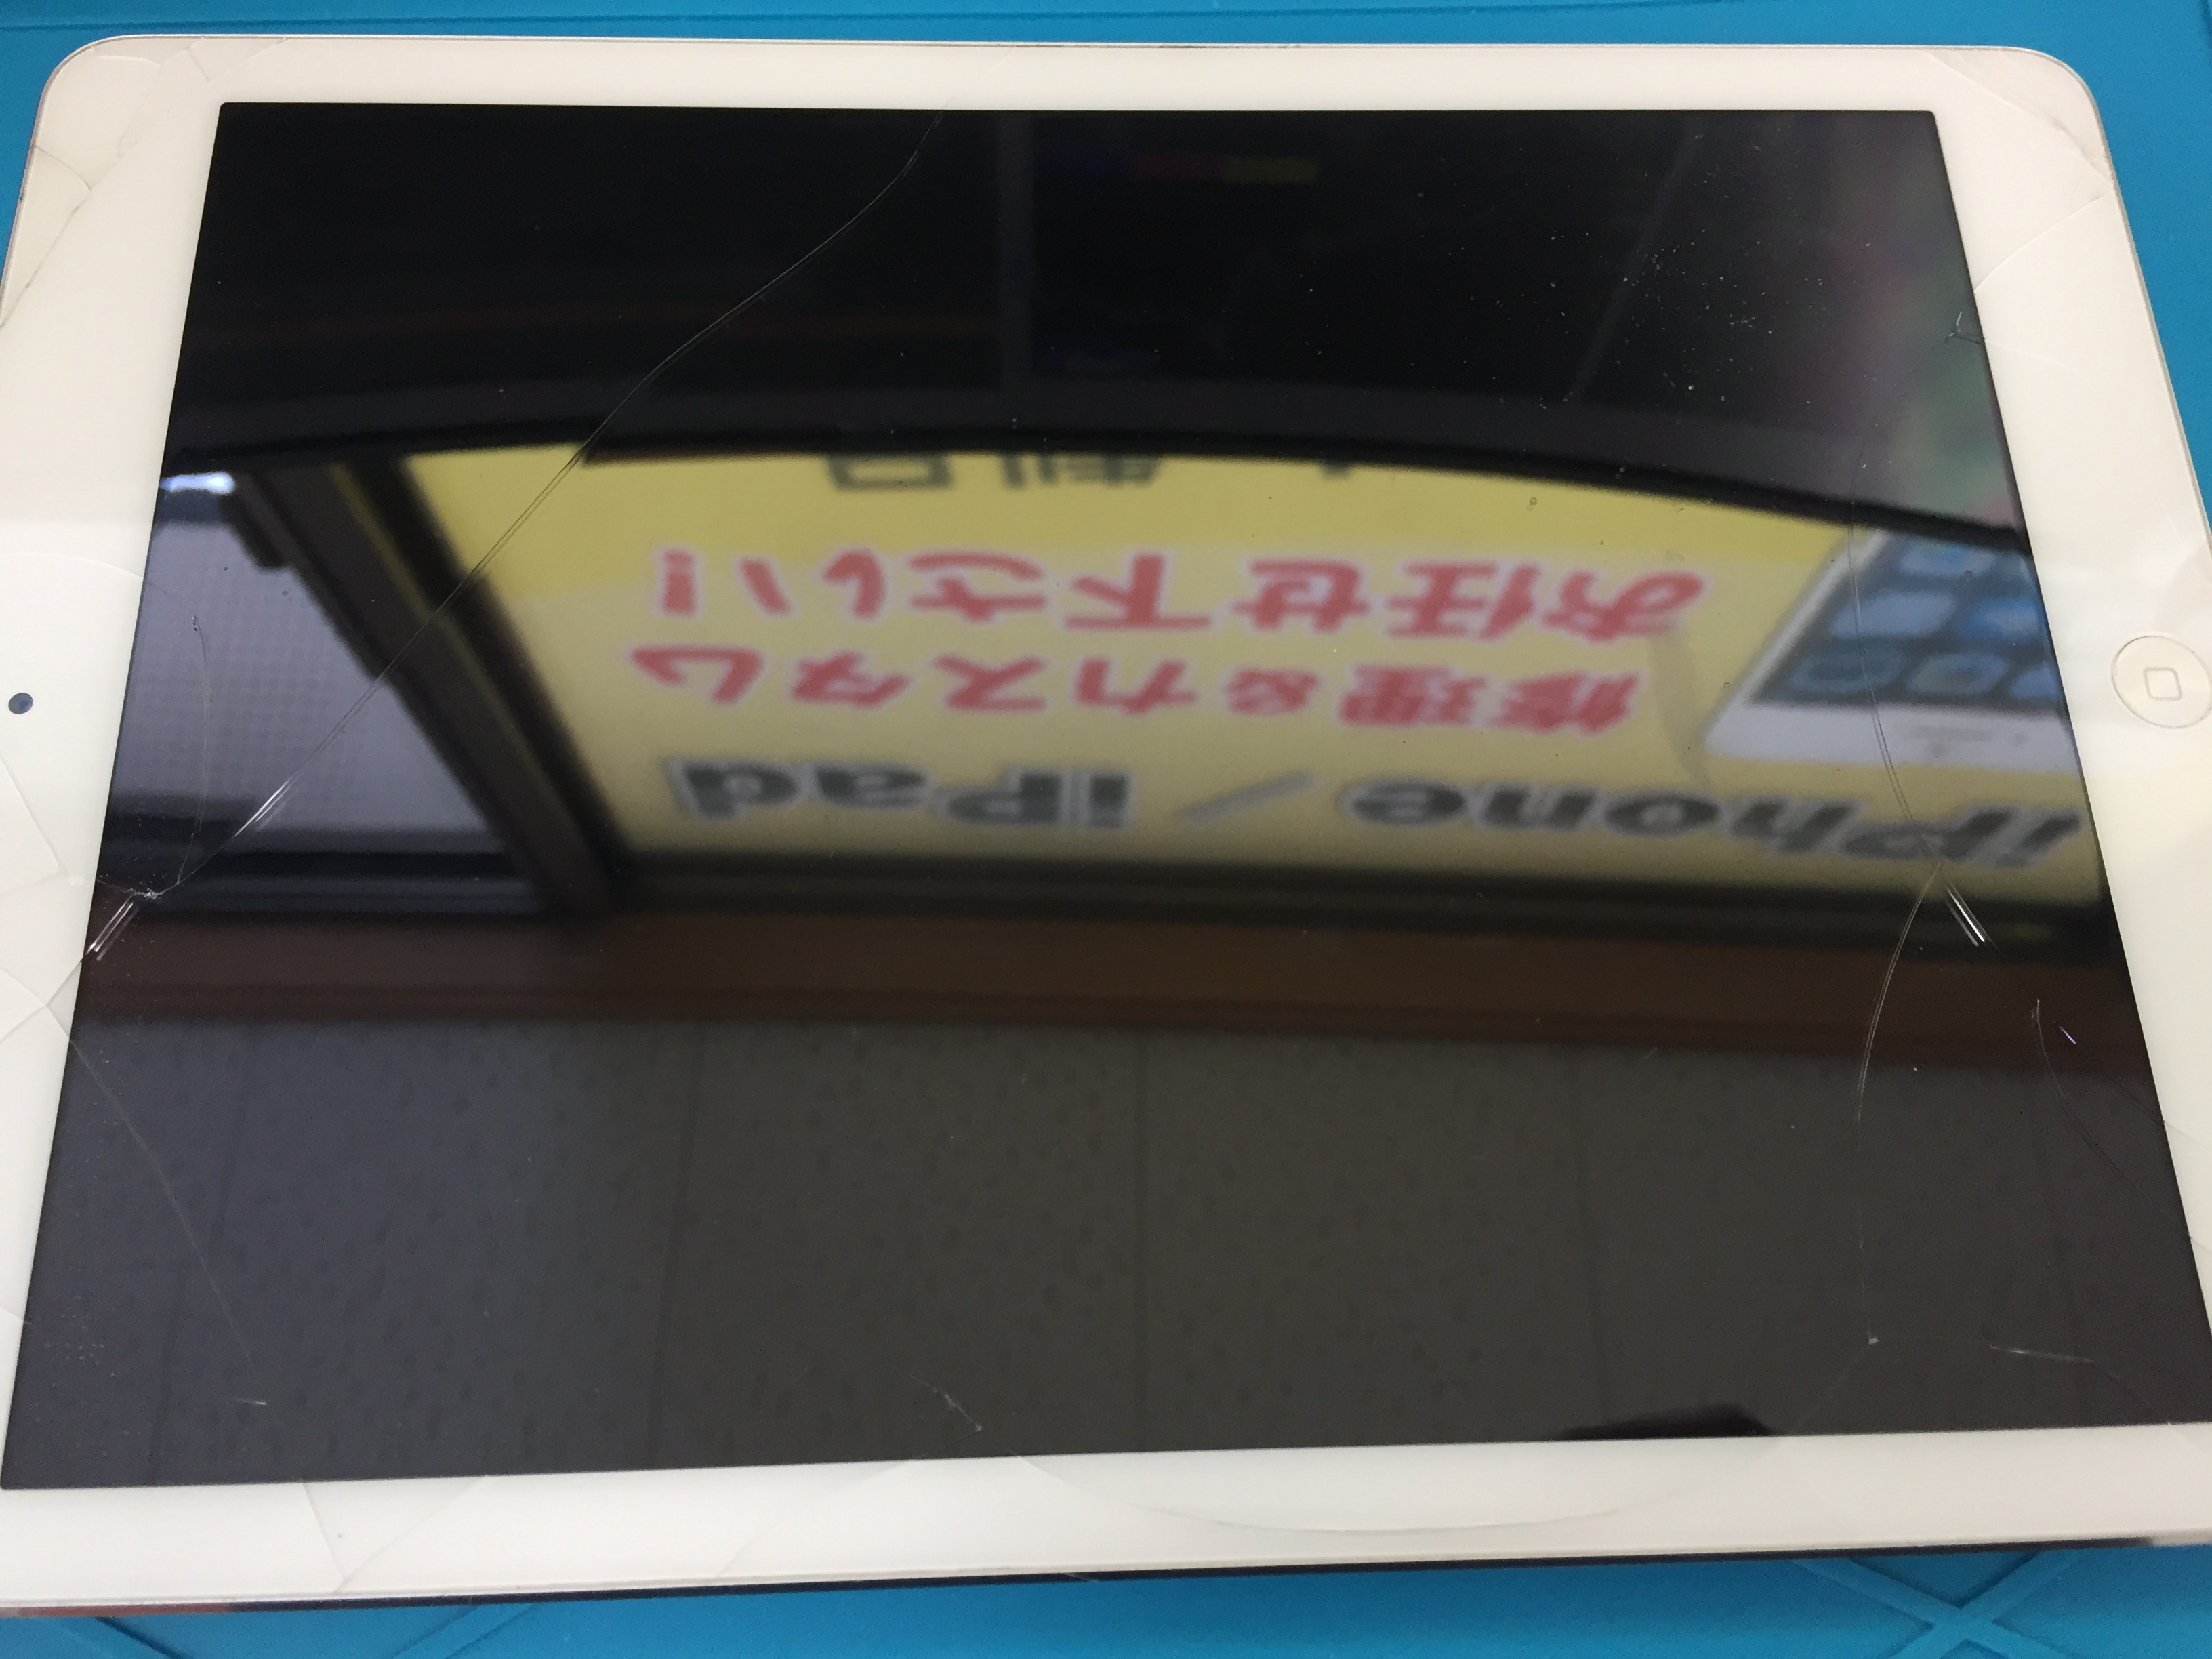 iPhone / iPad
修理&カスタム
お任せ下さい!